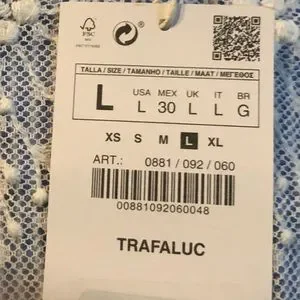 FSC
TALLA / SIZE / TAMANHO / TAILLE / MAAT / ΜΕΓΕΘΟΣ
L
USA MEX UK IT BR
L 30 L L G
XS S M L XL
ART.: 0881 / 092 / 060
00881092060048
TRAFALUC